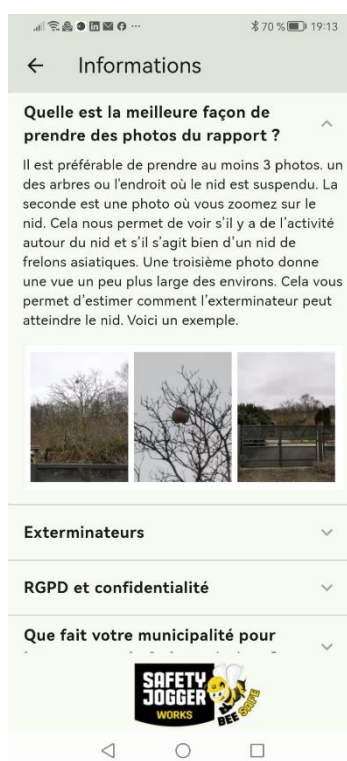 70 % 19:13
Informations
Quelle est la meilleure façon de
prendre des photos du rapport ?
Il est préférable de prendre au moins 3 photos. un
des arbres ou l'endroit où le nid est suspendu. La
seconde est une photo où vous zoomez sur le
nid. Cela nous permet de voir s'il y a de l'activité
autour du nid et s'il s'agit bien d'un nid de
frelons asiatiques. Une troisième photo donne
une vue un peu plus large des environs. Cela vous
permet d'estimer comment l'exterminateur peut
atteindre le nid. Voici un exemple.
Exterminateurs
RGPD et confidentialité
Que fait votre municipalité pour
SAFETY
JOGGER
WORKS
BEE SAFE